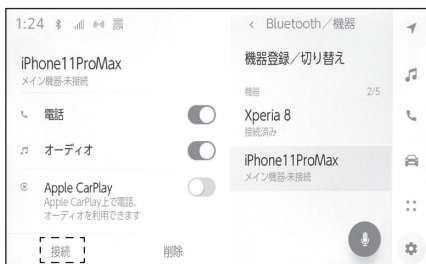 1:24
iPhone11ProMax
メイン機器-未接続
電話
オーディオ
Apple CarPlay
Apple CarPlay上で電話、
オーディオを利用できます
接続
削除
< Bluetooth／機器
機器登録／切り替え
機器 2/5
Xperia 8
接続済み
iPhone11ProMax
メイン機器-未接続